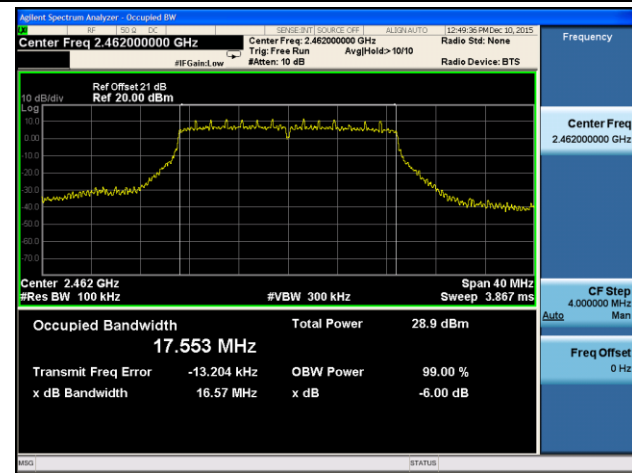 Agilent Spectrum Analyzer - Occupied BW
RF 50 Ω DC SENSE:INT SOURCE OFF ALIGN AUTO 12:49:36 PM Dec 10, 2015
Center Freq 2.462000000 GHz Center Freq: 2.462000000 GHz Radio Std: None
Trig: Free Run Avg|Hold:> 10/10
#IFGain:Low #Atten: 10 dB Radio Device: BTS
Ref Offset 21 dB
10 dB/div Ref 20.00 dBm
Log
10.0
0.00
-10.0
-20.0
-30.0
-40.0
-50.0
-60.0
-70.0
Center 2.462 GHz Span 40 MHz
#Res BW 100 kHz #VBW 300 kHz Sweep 3.867 ms
Occupied Bandwidth Total Power 28.9 dBm
17.553 MHz
Transmit Freq Error -13.204 kHz OBW Power 99.00 %
x dB Bandwidth 16.57 MHz x dB -6.00 dB
MSG STATUS
Frequency
Center Freq
2.462000000 GHz
CF Step
4.000000 MHz
Auto Man
Freq Offset
0 Hz